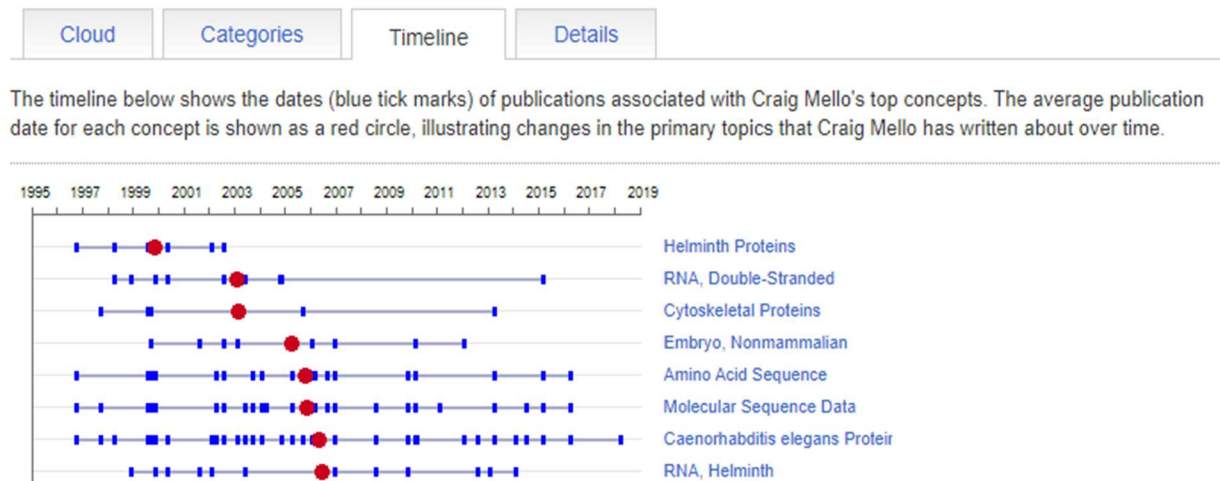 Cloud Categories Timeline Details
The timeline below shows the dates (blue tick marks) of publications associated with Craig Mello's top concepts. The average publication
date for each concept is shown as a red circle, illustrating changes in the primary topics that Craig Mello has written about over time.
1995 1997 1999 2001 2003 2005 2007 2009 2011 2013 2015 2017 2019
Helminth Proteins
RNA, Double-Stranded
Cytoskeletal Proteins
Embryo, Nonmammalian
Amino Acid Sequence
Molecular Sequence Data
Caenorhabditis elegans Protein
RNA, Helminth